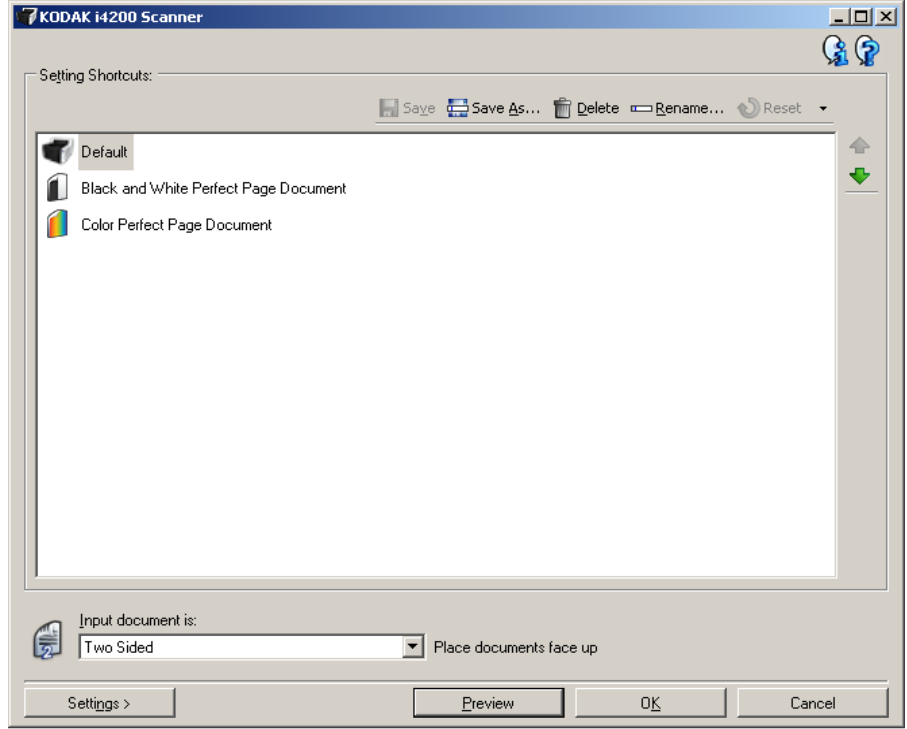 KODAK i4200 Scanner
Setting Shortcuts:
Save Save As... Delete Rename... Reset
Default
Black and White Perfect Page Document
Color Perfect Page Document
Input document is:
2
Two Sided Place documents face up
Settings > Preview OK Cancel